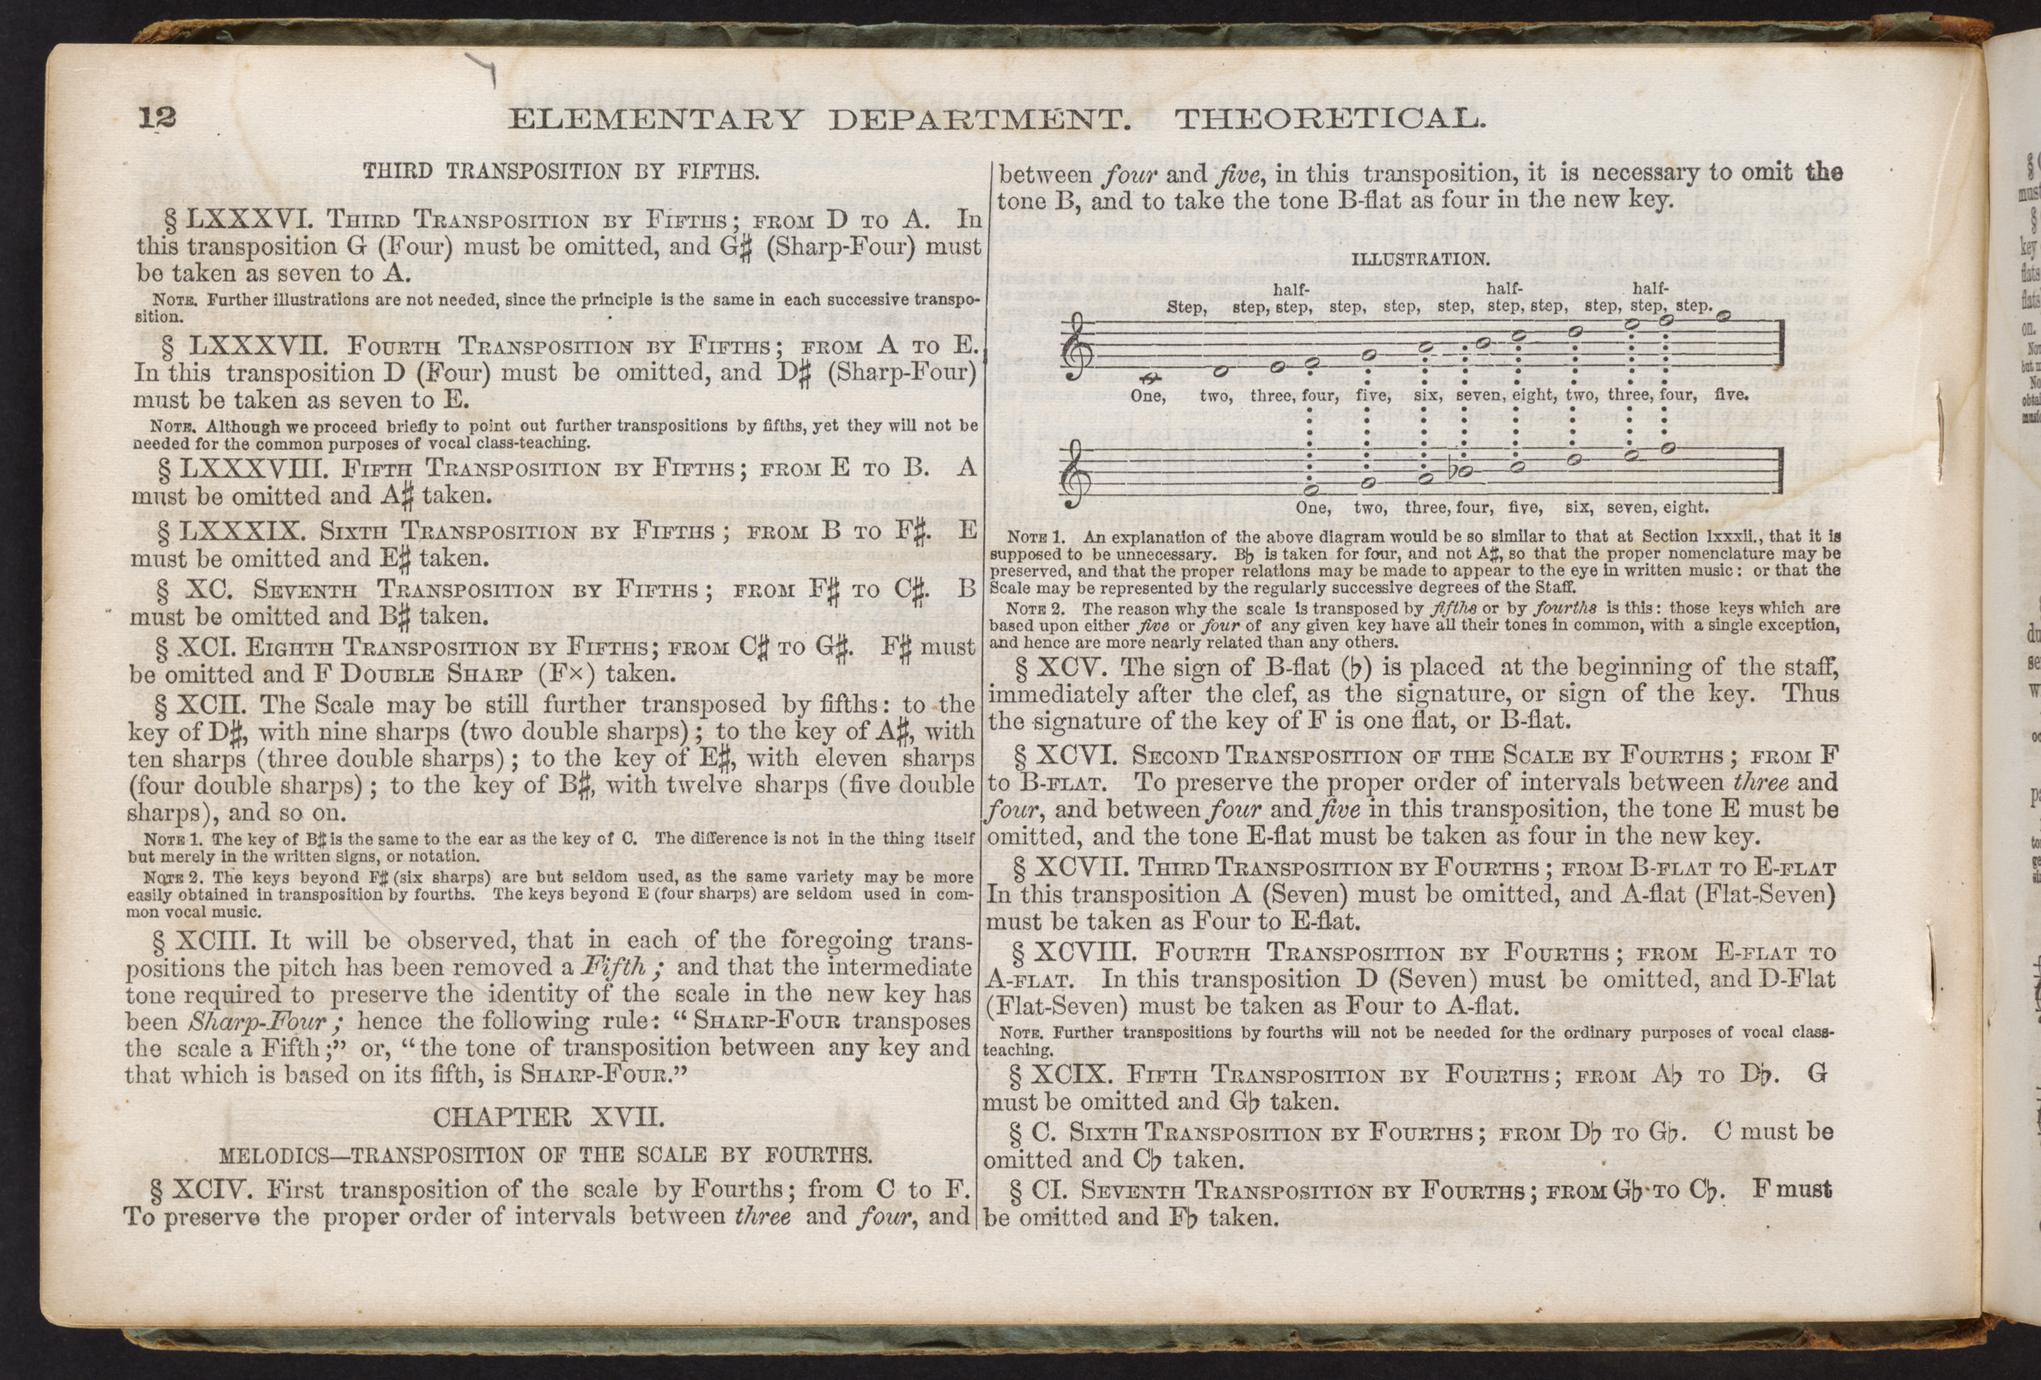 12
ELEMENTARY DEPARTMENT. THEORETICAL.
THIRD TRANSPOSITION BY FIFTHS.
§ LXXXVI. THIRD TRANSPOSITION BY FIFTHS; FROM D TO A. In
this transposition G (Four) must be omitted, and G♯ (Sharp-Four) must
be taken as seven to A.
NOTE. Further illustrations are not needed, since the principle is the same in each successive transpo-
sition.
§ LXXXVII. FOURTH TRANSPOSITION BY FIFTHS; FROM A TO E.
In this transposition D (Four) must be omitted, and D♯ (Sharp-Four)
must be taken as seven to E.
NOTE. Although we proceed briefly to point out further transpositions by fifths, yet they will not be
needed for the common purposes of vocal class-teaching.
§ LXXXVIII. FIFTH TRANSPOSITION BY FIFTHS; FROM E TO B. A
must be omitted and A♯ taken.
§ LXXXIX. SIXTH TRANSPOSITION BY FIFTHS; FROM B TO F♯. E
must be omitted and E♯ taken.
§ XC. SEVENTH TRANSPOSITION BY FIFTHS; FROM F♯ TO C♯. B
must be omitted and B♯ taken.
§ XCI. EIGHTH TRANSPOSITION BY FIFTHS; FROM C♯ TO G♯. F♯ must
be omitted and F DOUBLE SHARP (F×) taken.
§ XCII. The Scale may be still further transposed by fifths: to the
key of D♯, with nine sharps (two double sharps); to the key of A♯, with
ten sharps (three double sharps); to the key of E♯, with eleven sharps
(four double sharps); to the key of B♯, with twelve sharps (five double
sharps), and so on.
NOTE 1. The key of B♯ is the same to the ear as the key of C. The difference is not in the thing itself
but merely in the written signs, or notation.
NOTE 2. The keys beyond F♯ (six sharps) are but seldom used, as the same variety may be more
easily obtained in transposition by fourths. The keys beyond E (four sharps) are seldom used in com-
mon vocal music.
§ XCIII. It will be observed, that in each of the foregoing trans-
positions the pitch has been removed a Fifth; and that the intermediate
tone required to preserve the identity of the scale in the new key has
been Sharp-Four; hence the following rule: "SHARP-FOUR transposes
the scale a Fifth;" or, "the tone of transposition between any key and
that which is based on its fifth, is SHARP-FOUR."
CHAPTER XVII.
MELODICS—TRANSPOSITION OF THE SCALE BY FOURTHS.
§ XCIV. First transposition of the scale by Fourths; from C to F.
To preserve the proper order of intervals between three and four, and
between four and five, in this transposition, it is necessary to omit the
tone B, and to take the tone B-flat as four in the new key.
ILLUSTRATION.
half- half- half-
Step, step, step, step, step, step, step, step, step, step, step.
One, two, three, four, five, six, seven, eight, two, three, four, five.
One, two, three, four, five, six, seven, eight.
NOTE 1. An explanation of the above diagram would be so similar to that at Section lxxxii., that it is
supposed to be unnecessary. B♭ is taken for four, and not A♯, so that the proper nomenclature may be
preserved, and that the proper relations may be made to appear to the eye in written music: or that the
Scale may be represented by the regularly successive degrees of the Staff.
NOTE 2. The reason why the scale is transposed by fifths or by fourths is this: those keys which are
based upon either five or four of any given key have all their tones in common, with a single exception,
and hence are more nearly related than any others.
§ XCV. The sign of B-flat (♭) is placed at the beginning of the staff,
immediately after the clef, as the signature, or sign of the key. Thus
the signature of the key of F is one flat, or B-flat.
§ XCVI. SECOND TRANSPOSITION OF THE SCALE BY FOURTHS; FROM F
to B-FLAT. To preserve the proper order of intervals between three and
four, and between four and five in this transposition, the tone E must be
omitted, and the tone E-flat must be taken as four in the new key.
§ XCVII. THIRD TRANSPOSITION BY FOURTHS; FROM B-FLAT TO E-FLAT
In this transposition A (Seven) must be omitted, and A-flat (Flat-Seven)
must be taken as Four to E-flat.
§ XCVIII. FOURTH TRANSPOSITION BY FOURTHS; FROM E-FLAT TO
A-FLAT. In this transposition D (Seven) must be omitted, and D-Flat
(Flat-Seven) must be taken as Four to A-flat.
NOTE. Further transpositions by fourths will not be needed for the ordinary purposes of vocal class-
teaching.
§ XCIX. FIFTH TRANSPOSITION BY FOURTHS; FROM A♭ TO D♭. G
must be omitted and G♭ taken.
§ C. SIXTH TRANSPOSITION BY FOURTHS; FROM D♭ TO G♭. C must be
omitted and C♭ taken.
§ CI. SEVENTH TRANSPOSITION BY FOURTHS; FROM G♭ TO C♭. F must
be omitted and F♭ taken.